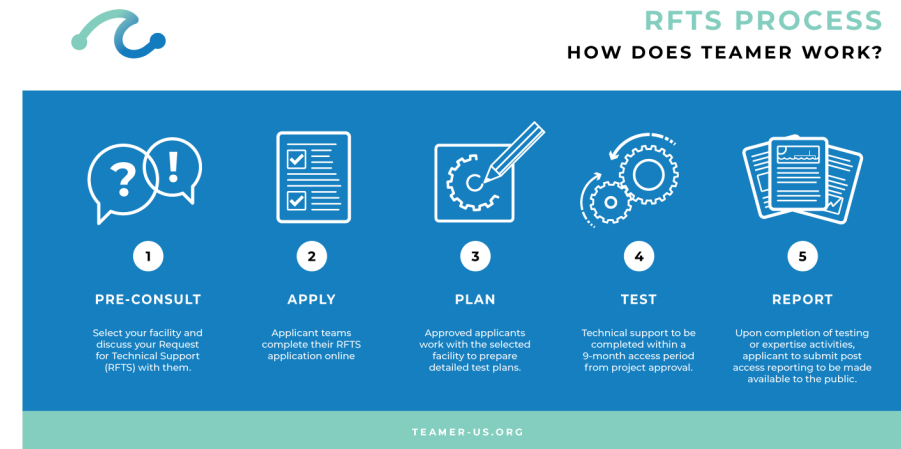 RFTS PROCESS
HOW DOES TEAMER WORK?
?
!
1
PRE-CONSULT
Select your facility and
discuss your Request
for Technical Support
(RFTS) with them.
2
APPLY
Applicant teams
complete their RFTS
application online
3
PLAN
Approved applicants
work with the selected
facility to prepare
detailed test plans.
4
TEST
Technical support to be
completed within a
9-month access period
from project approval.
5
REPORT
Upon completion of testing
or expertise activities,
applicant to submit post
access reporting to be made
available to the public.
TEAMER-US.ORG